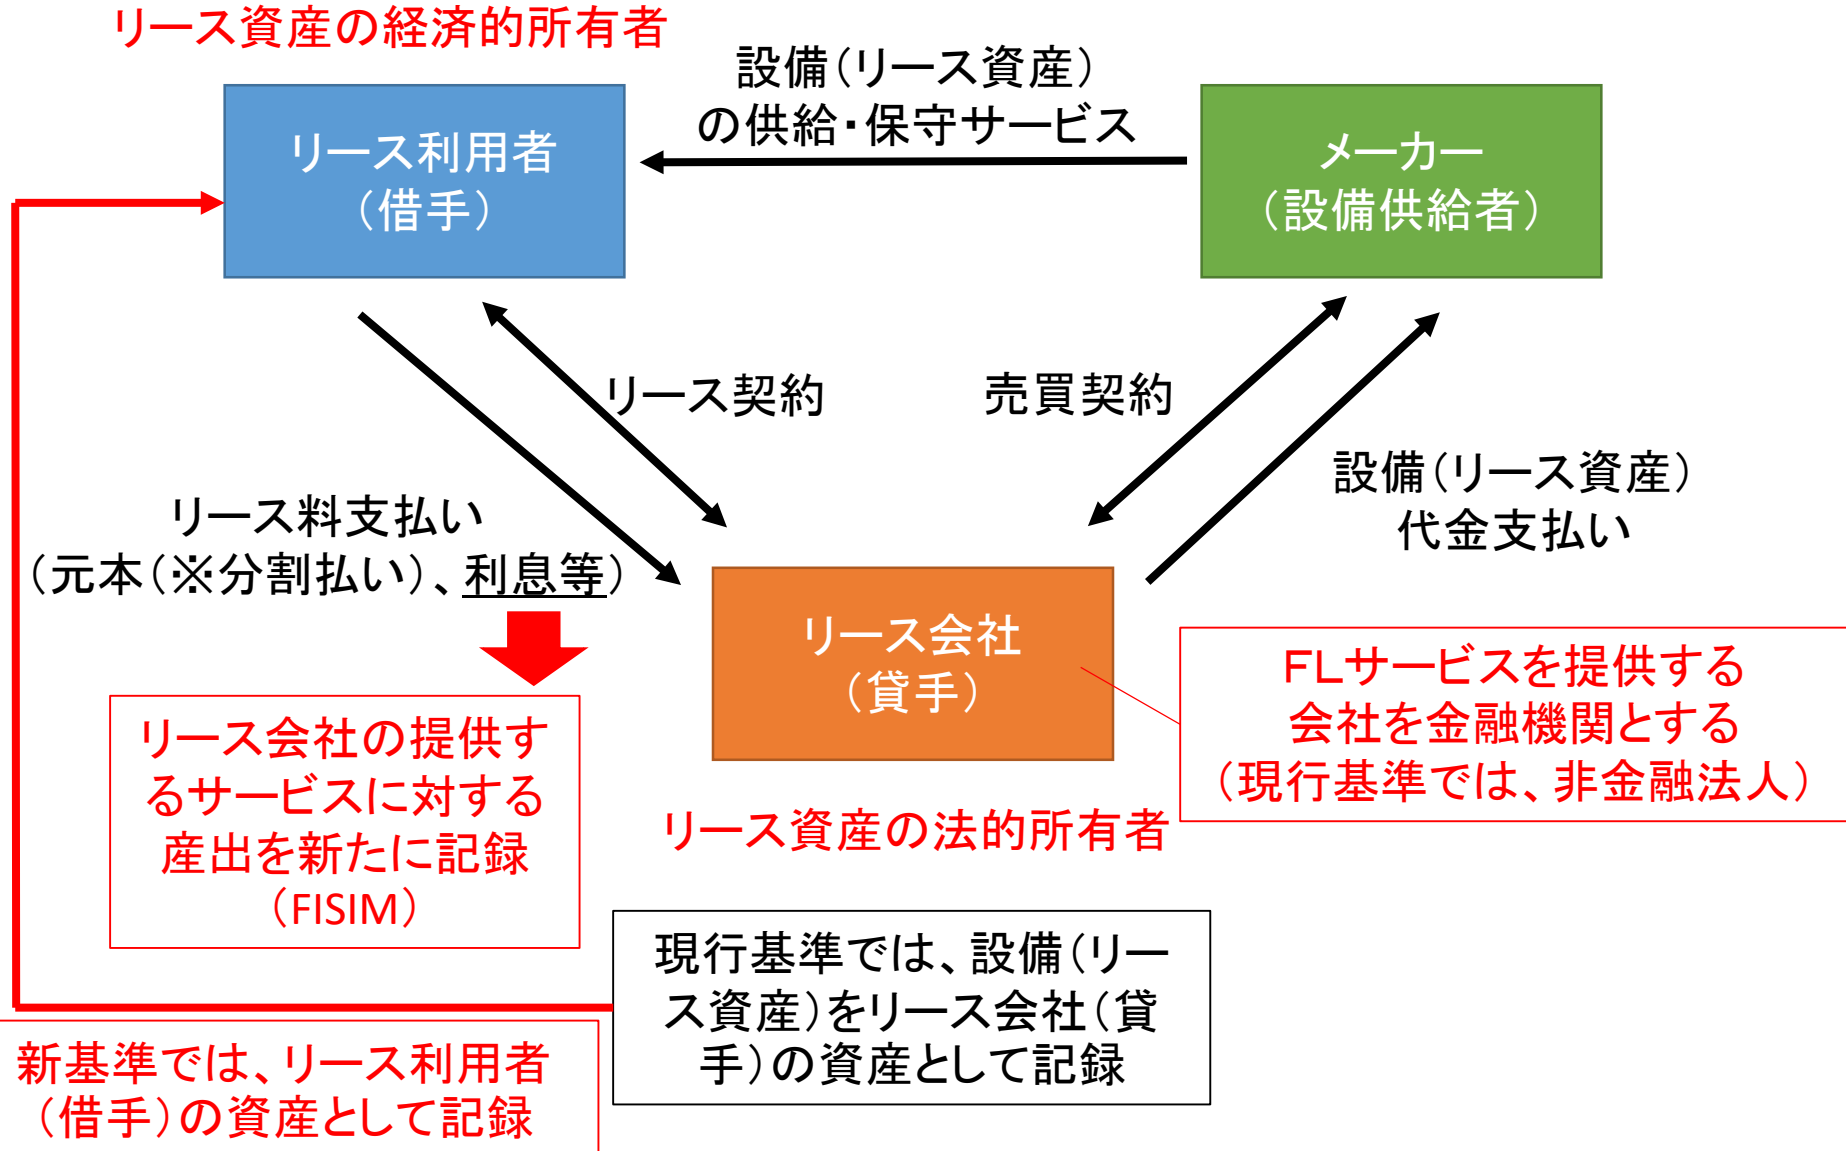 リース資産の経済的所有者
設備（リース資産）
の供給・保守サービス
リース利用者
（借手）
メーカー
（設備供給者）
リース契約
売買契約
設備（リース資産）
代金支払い
リース料支払い
（元本（※分割払い）、利息等）
リース会社
（貸手）
FLサービスを提供する
会社を金融機関とする
（現行基準では、非金融法人）
リース会社の提供す
るサービスに対する
産出を新たに記録
（FISIM）
リース資産の法的所有者
現行基準では、設備（リー
ス資産）をリース会社（貸
手）の資産として記録
新基準では、リース利用者
（借手）の資産として記録